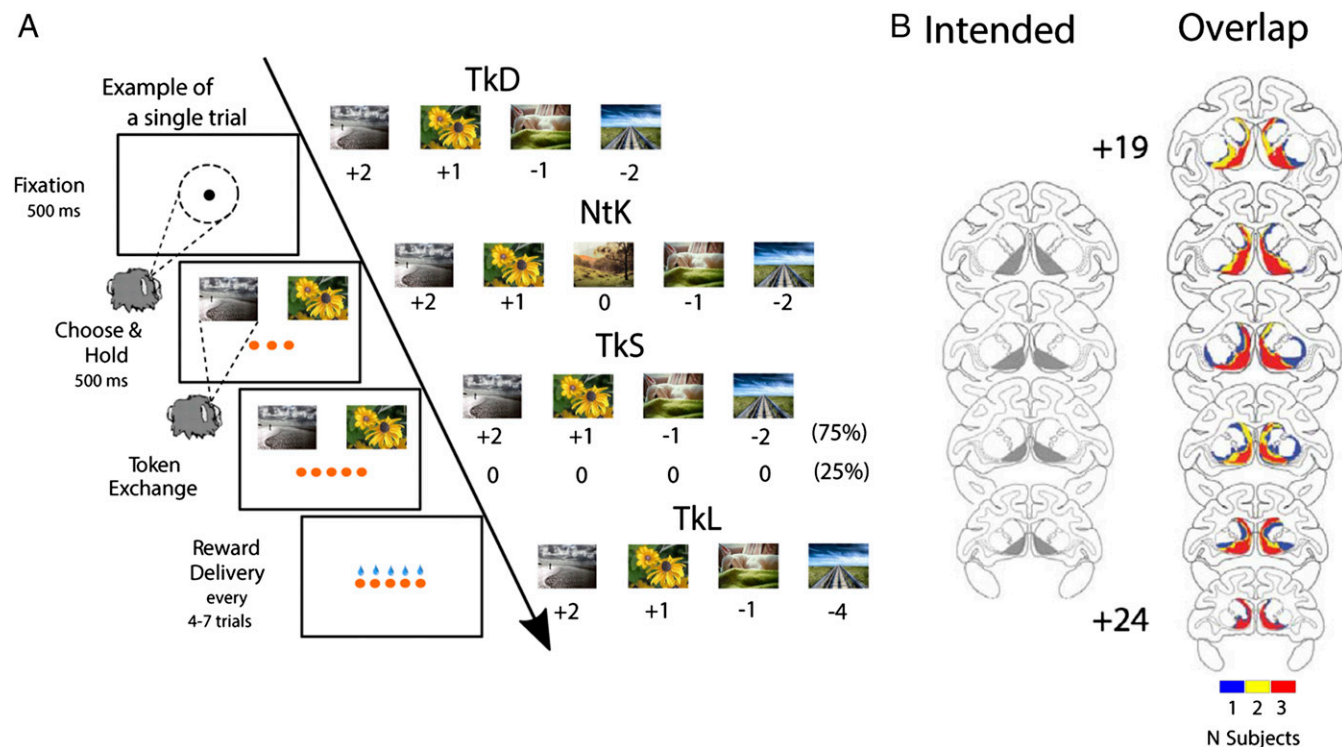 A
Example of
a single trial
Fixation
500 ms
Choose &
Hold
500 ms
Token
Exchange
Reward
Delivery
every
4-7 trials
TkD
+2 +1 -1 -2
NtK
+2 +1 0 -1 -2
TkS
+2 +1 -1 -2 (75%)
0 0 0 0 (25%)
TkL
+2 +1 -1 -4
B Intended Overlap
+19
+24
1 2 3
N Subjects